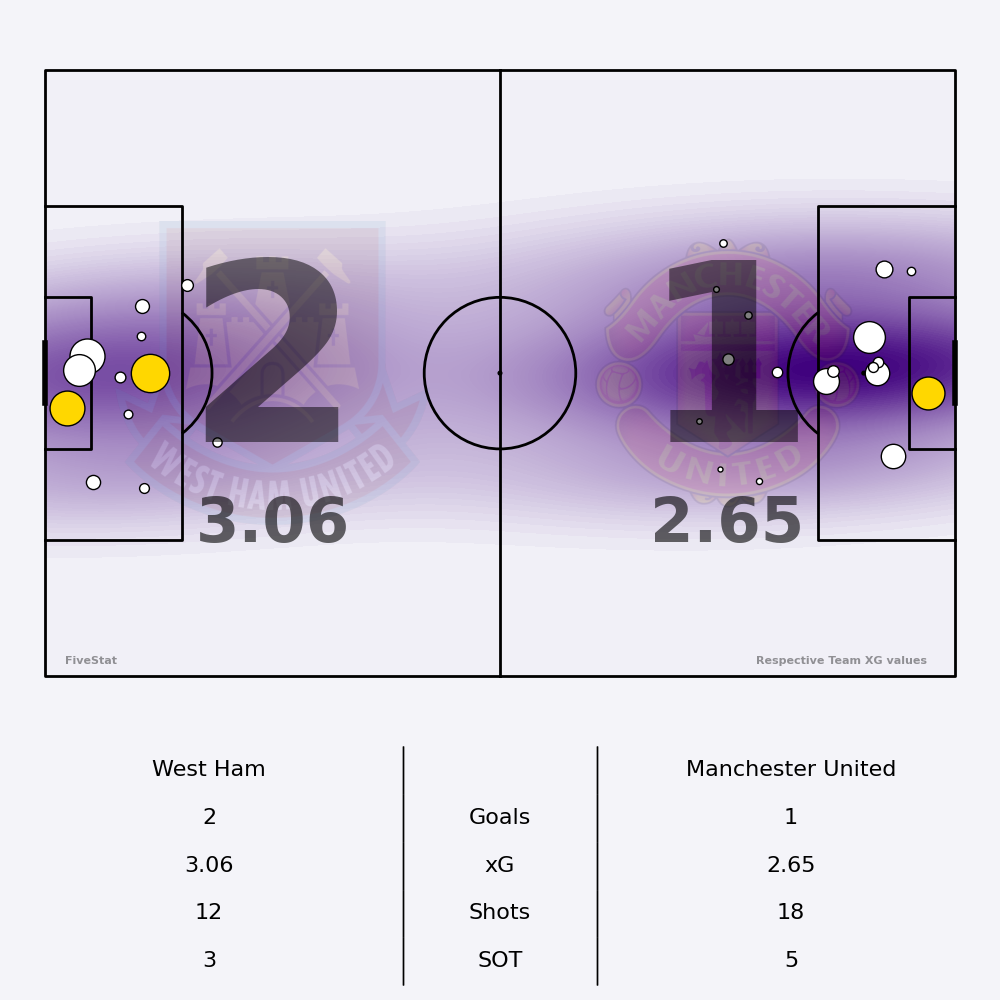 2
1
MANCHESTER
UNITED
WEST HAM UNITED
3.06
2.65
FiveStat
Respective Team XG values
West Ham
Manchester United
2
Goals
1
3.06
xG
2.65
12
Shots
18
3
SOT
5